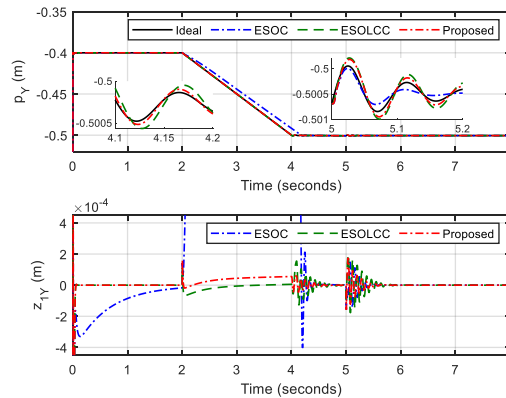 Ideal ESOC ESOLCC Proposed
p_Y (m)
-0.4
-0.45
-0.5
-0.5
-0.5005
4.1 4.15 4.2
-0.5
-0.5005
-0.501
5 5.1 5.2
0 1 2 3 4 5 6 7
Time (seconds)
×10^-4
ESOC ESOLCC Proposed
z_1Y (m)
4
2
0
-2
-4
0 1 2 3 4 5 6 7
Time (seconds)